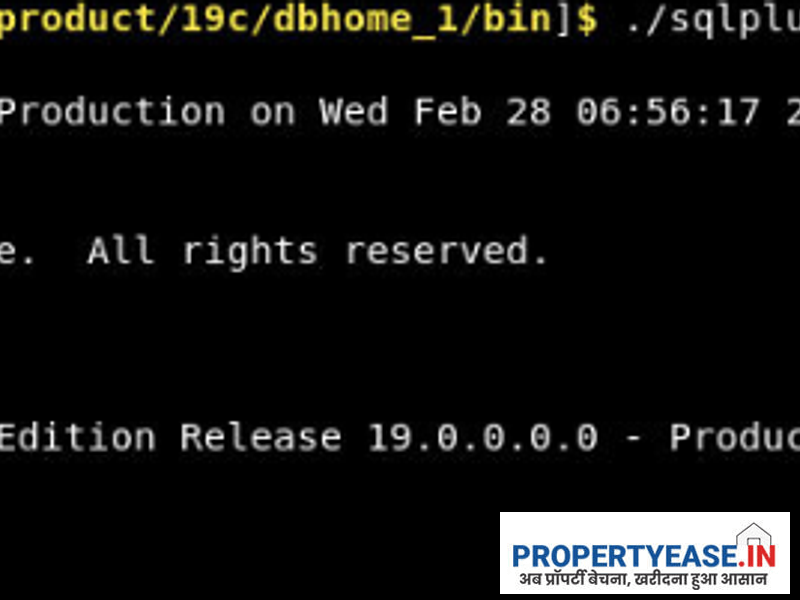 product/19c/dbhome_1/bin]$ ./sqlplu
Production on Wed Feb 28 06:56:17 2
e. All rights reserved.
Edition Release 19.0.0.0.0 - Produc
PROPERTYEASE.IN
अब प्रॉपर्टी बेचना, खरीदना हुआ आसान